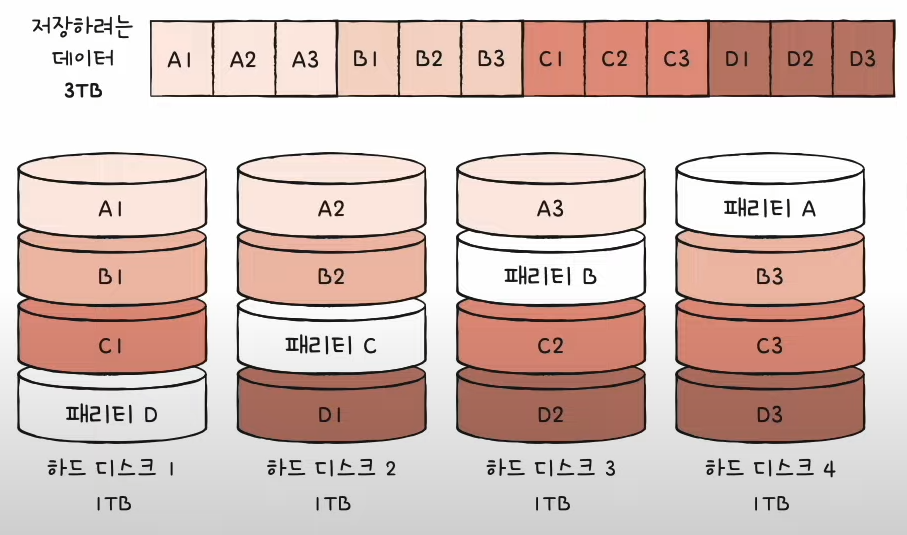 저장하려는
데이터
3TB
A1 A2 A3 B1 B2 B3 C1 C2 C3 D1 D2 D3
A1 A2 A3 패리티 A
B1 B2 패리티 B B3
C1 패리티 C C2 C3
패리티 D D1 D2 D3
하드 디스크 1 하드 디스크 2 하드 디스크 3 하드 디스크 4
1TB 1TB 1TB 1TB